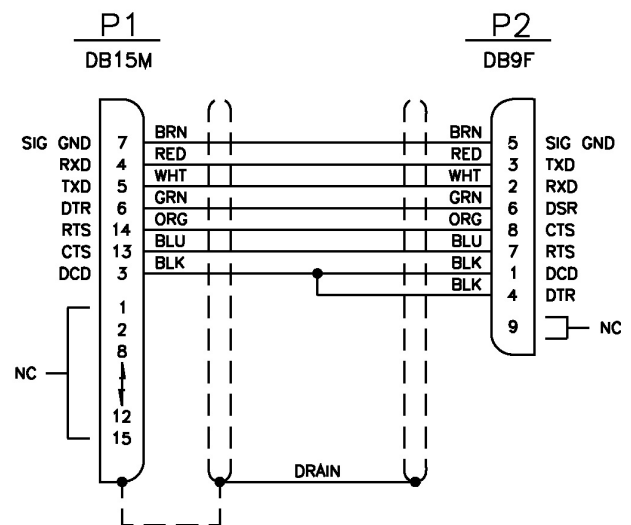 P1 P2
DB15M DB9F
SIG GND 7 BRN BRN 5 SIG GND
RXD 4 RED RED 3 TXD
TXD 5 WHT WHT 2 RXD
DTR 6 GRN GRN 6 DSR
RTS 14 ORG ORG 8 CTS
CTS 13 BLU BLU 7 RTS
DCD 3 BLK BLK 1 DCD
BLK 4 DTR
1
2
9 NC
8
NC
12
15
DRAIN